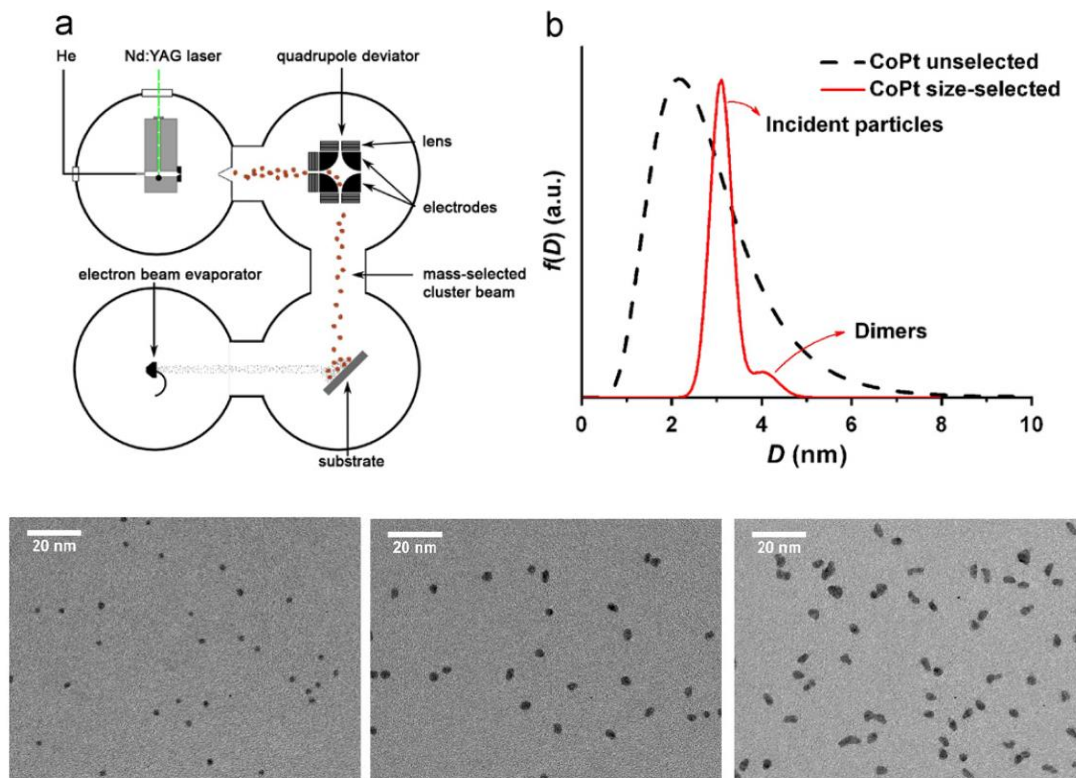 a
He
Nd:YAG laser
quadrupole deviator
lens
electrodes
mass-selected
cluster beam
electron beam evaporator
substrate
b
CoPt unselected
CoPt size-selected
Incident particles
Dimers
f(D) (a.u.)
0 2 4 6 8 10
D (nm)
20 nm
20 nm
20 nm